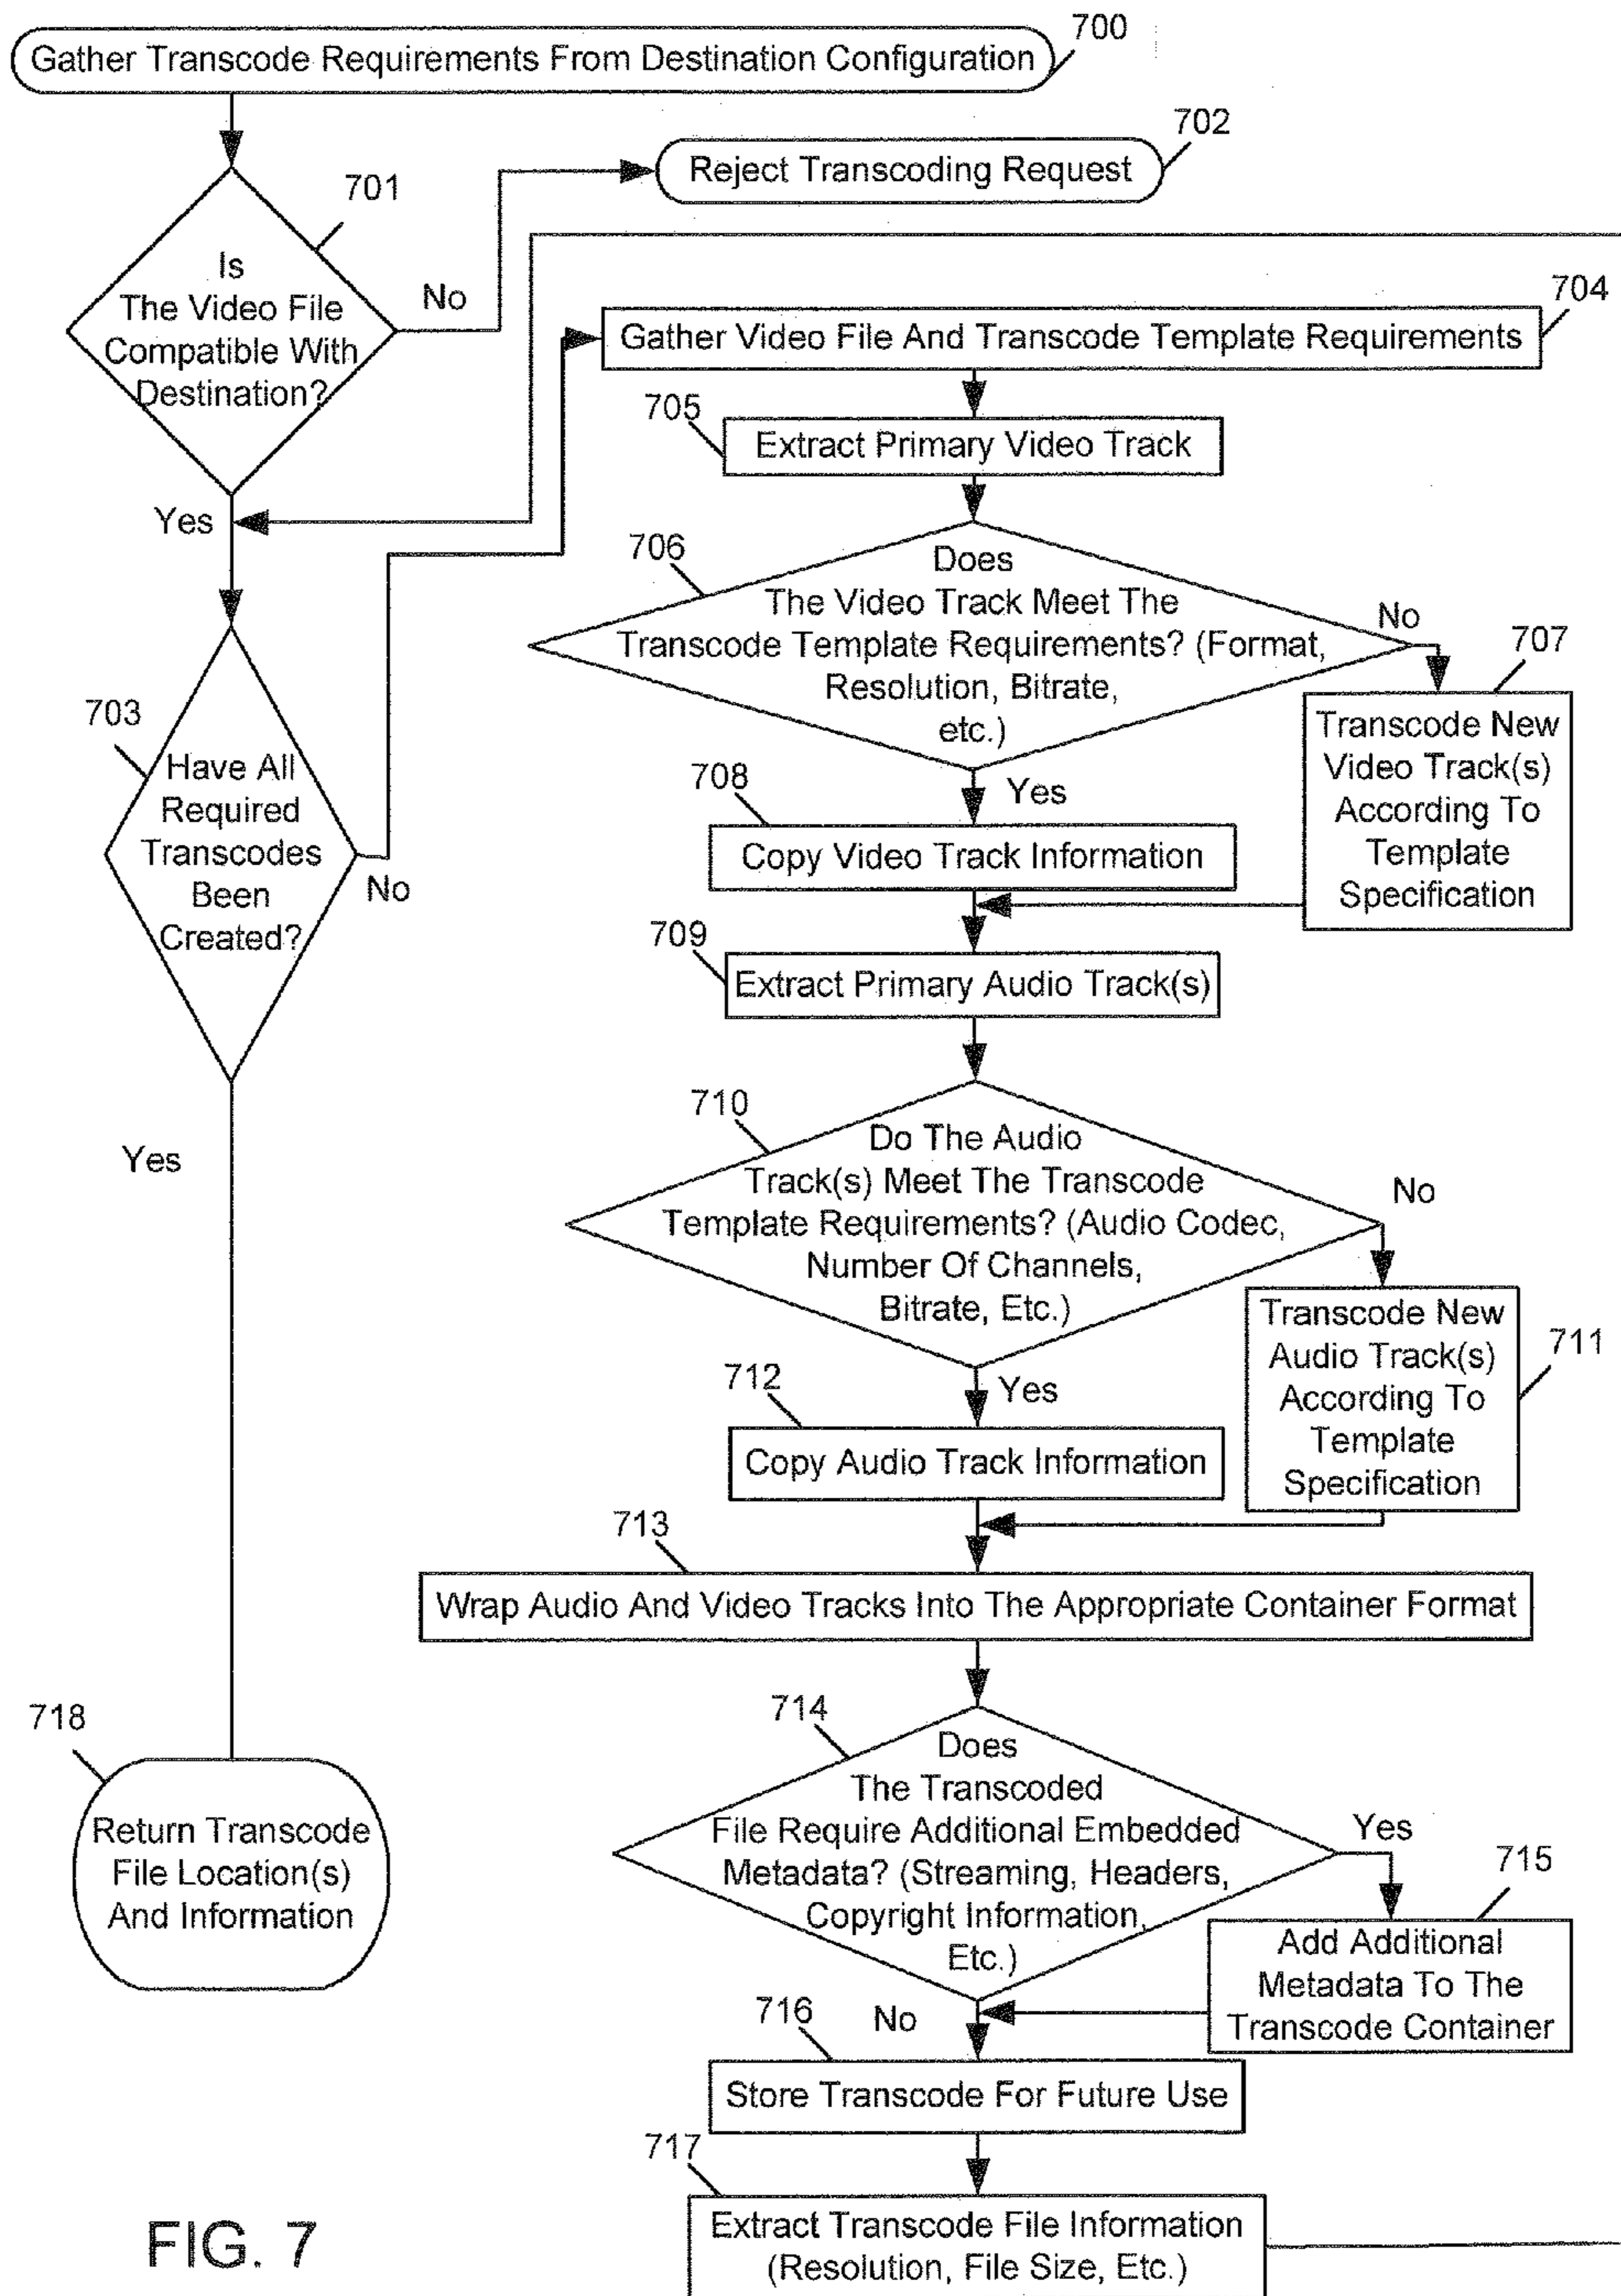 700
Gather Transcode Requirements From Destination Configuration
702
Reject Transcoding Request
701
Is
The Video File
Compatible With
Destination?
No
Yes
704
Gather Video File And Transcode Template Requirements
705
Extract Primary Video Track
706
Does
The Video Track Meet The
Transcode Template Requirements? (Format,
Resolution, Bitrate,
etc.)
No
Yes
707
Transcode New
Video Track(s)
According To
Template
Specification
703
Have All
Required
Transcodes
Been
Created?
No
Yes
708
Copy Video Track Information
709
Extract Primary Audio Track(s)
710
Do The Audio
Track(s) Meet The Transcode
Template Requirements? (Audio Codec,
Number Of Channels,
Bitrate, Etc.)
No
Yes
711
Transcode New
Audio Track(s)
According To
Template
Specification
712
Copy Audio Track Information
713
Wrap Audio And Video Tracks Into The Appropriate Container Format
714
Does
The Transcoded
File Require Additional Embedded
Metadata? (Streaming, Headers,
Copyright Information,
Etc.)
Yes
No
715
Add Additional
Metadata To The
Transcode Container
718
Return Transcode
File Location(s)
And Information
716
Store Transcode For Future Use
717
Extract Transcode File Information
(Resolution, File Size, Etc.)
FIG. 7